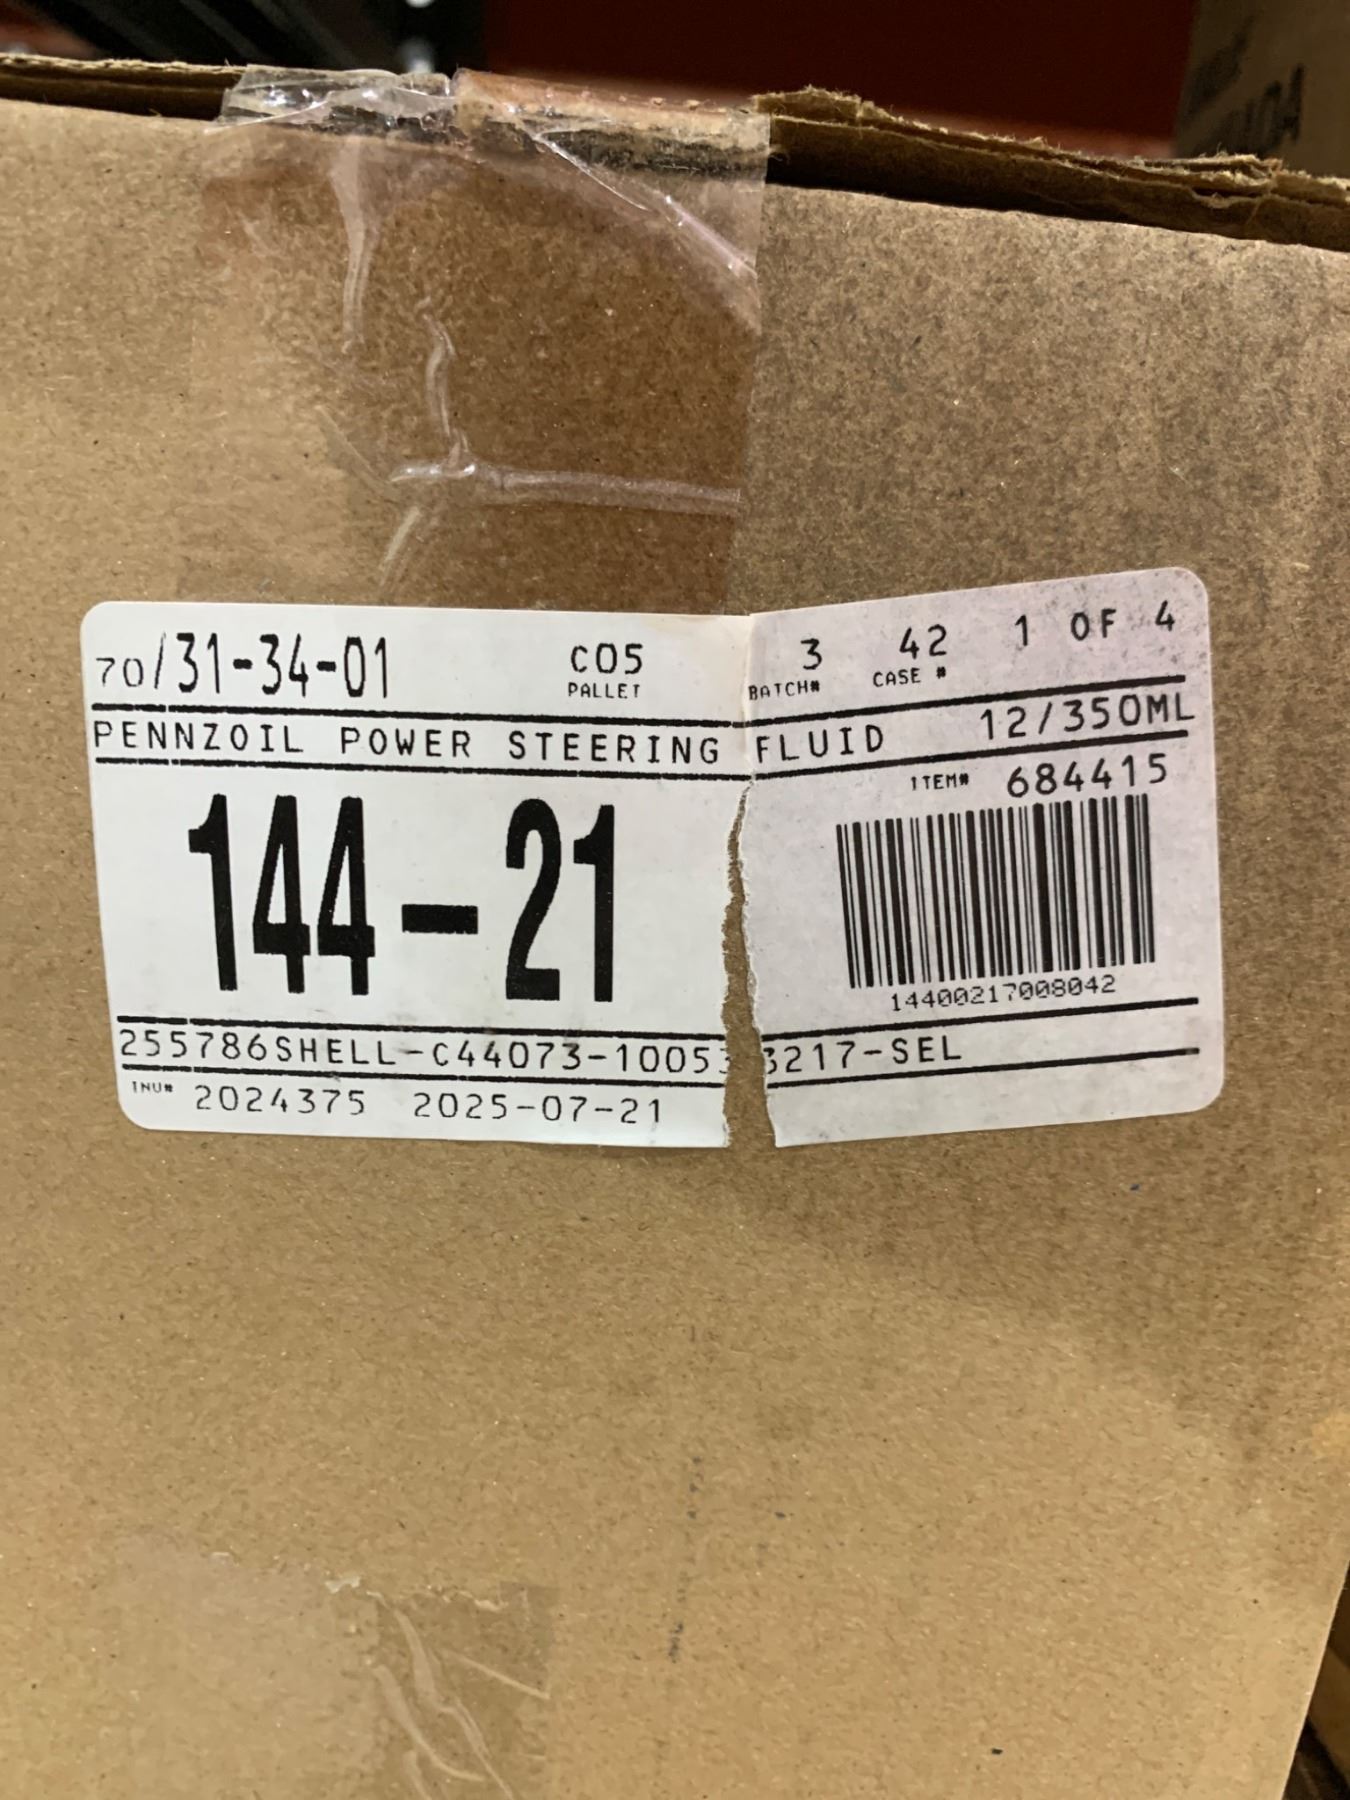 70/31-34-01 C05 3 42 1 OF 4
PALLET BATCH# CASE #
PENNZOIL POWER STEERING FLUID 12/350ML
ITEM# 684415
144-21
14400217008042
255786SHELL-C44073-10053 3217-SEL
INV# 2024375 2025-07-21